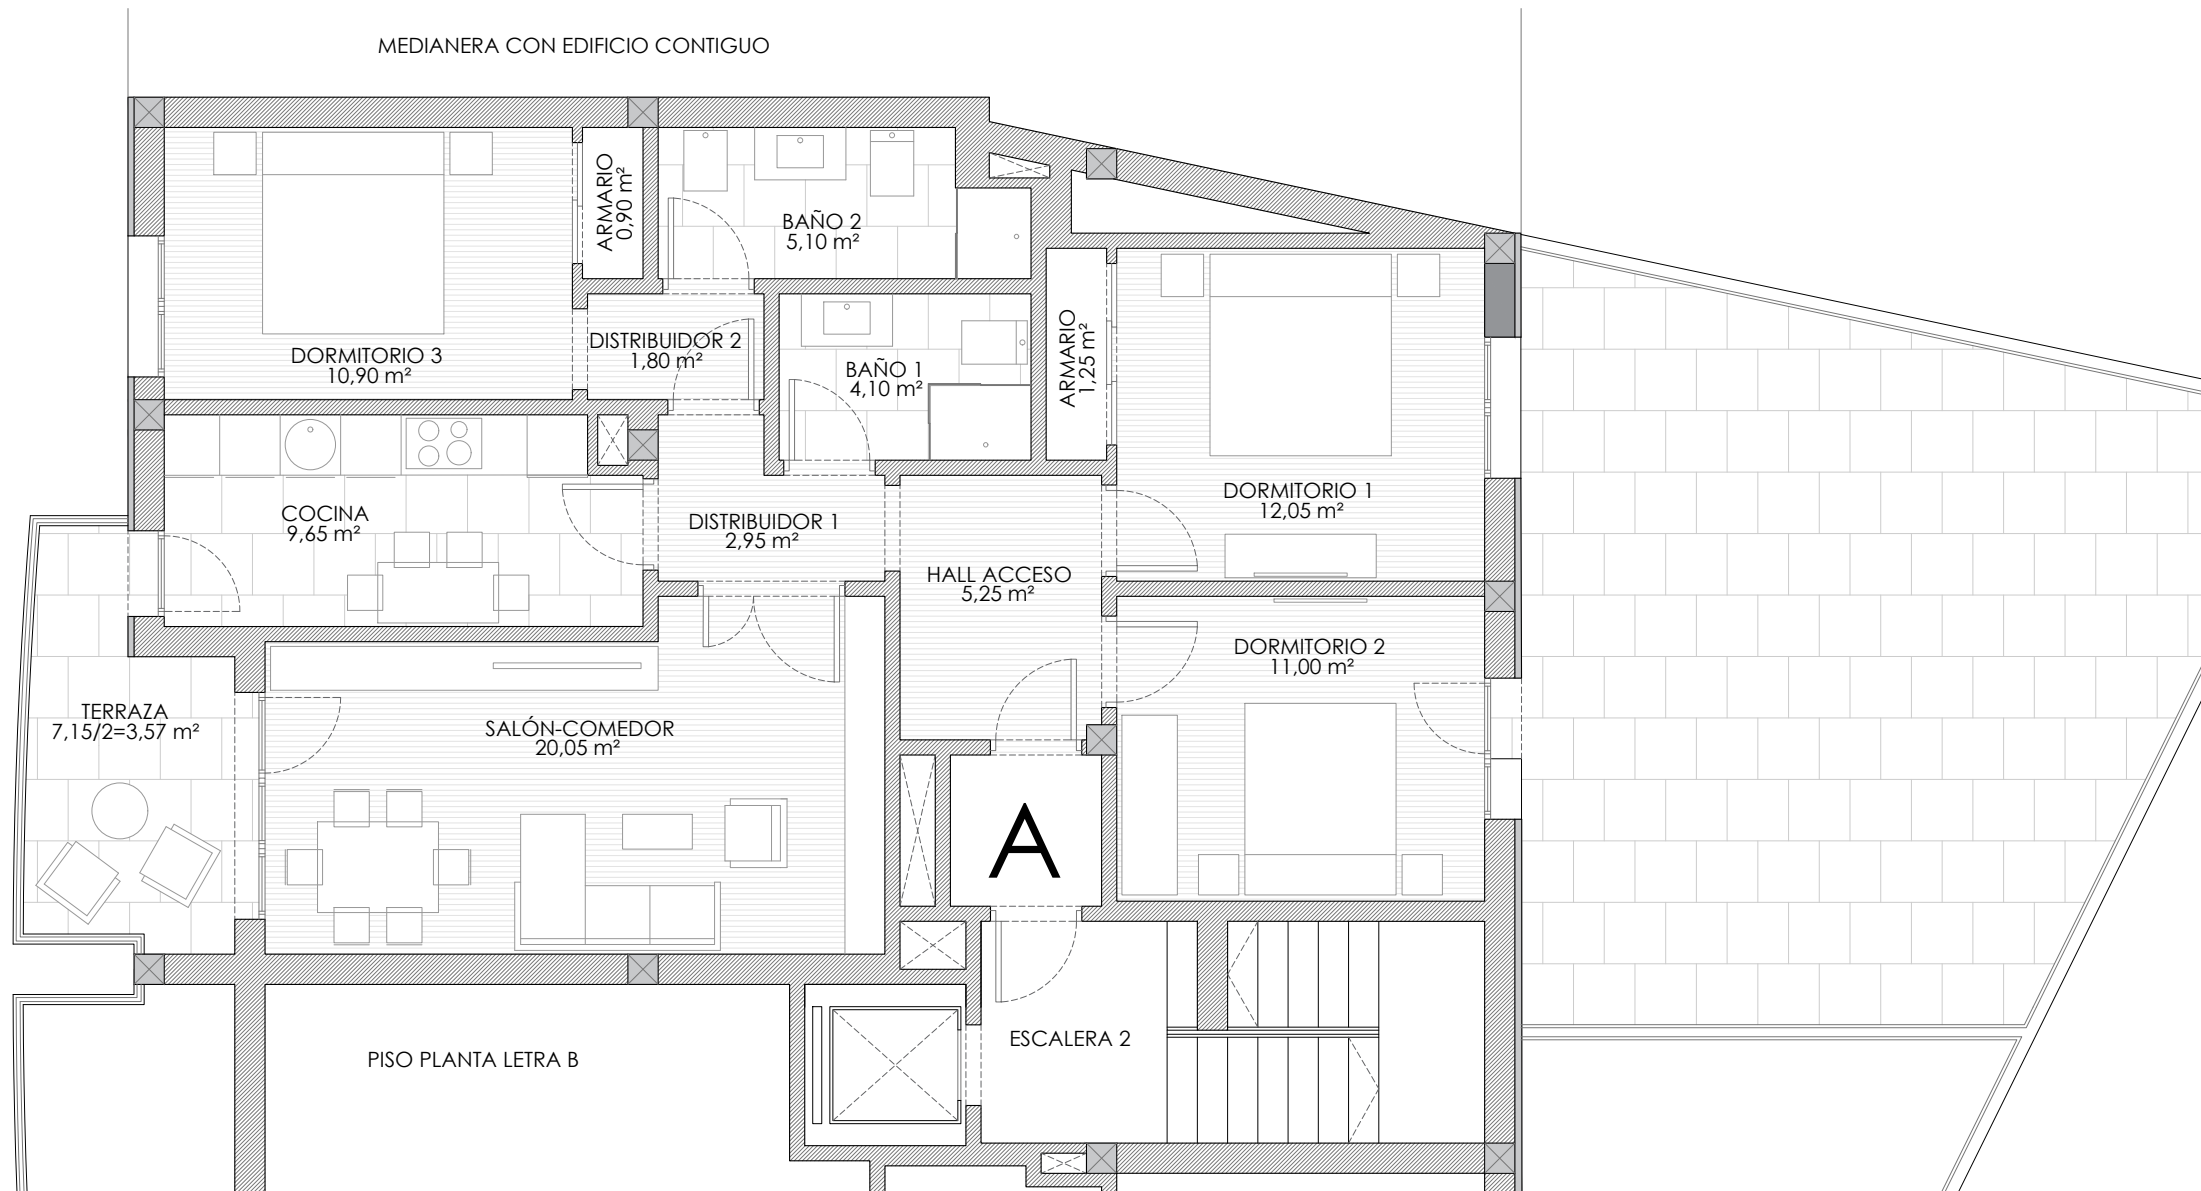 MEDIANERA CON EDIFICIO CONTIGUO
ARMARIO
0,90 m²
BAÑO 2
5,10 m²
DORMITORIO 3
10,90 m²
DISTRIBUIDOR 2
1,80 m²
BAÑO 1
4,10 m²
ARMARIO
1,25 m²
DORMITORIO 1
12,05 m²
COCINA
9,65 m²
DISTRIBUIDOR 1
2,95 m²
HALL ACCESO
5,25 m²
DORMITORIO 2
11,00 m²
TERRAZA
7,15/2=3,57 m²
SALÓN-COMEDOR
20,05 m²
A
ESCALERA 2
PISO PLANTA LETRA B